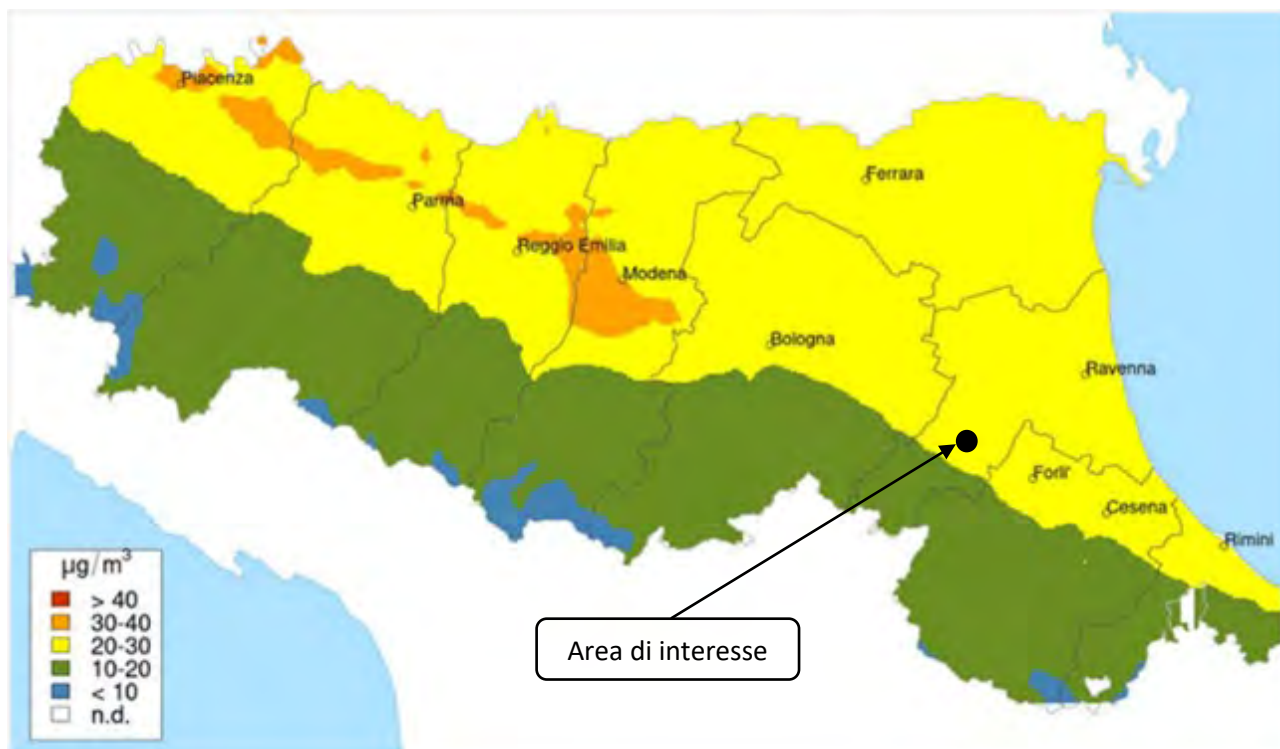 Piacenza
Ferrara
Parma
Reggio Emilia
Modena
Bologna
Ravenna
Forli'
Cesena
Rimini
Area di interesse
µg/m³
> 40
30-40
20-30
10-20
< 10
n.d.